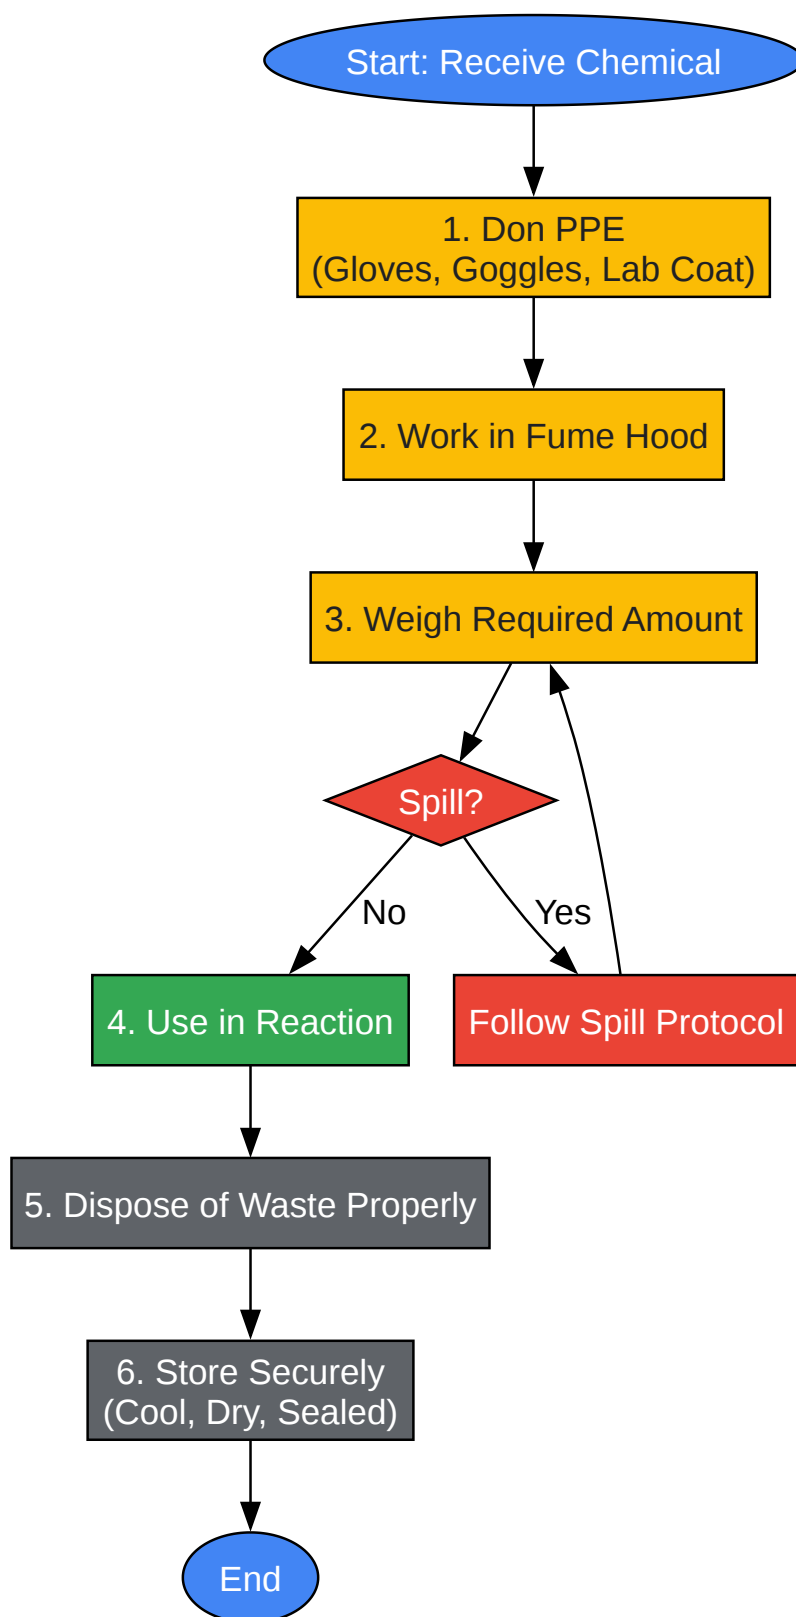 Start: Receive Chemical
1. Don PPE
(Gloves, Goggles, Lab Coat)
2. Work in Fume Hood
3. Weigh Required Amount
Spill?
No
Yes
4. Use in Reaction
Follow Spill Protocol
5. Dispose of Waste Properly
6. Store Securely
(Cool, Dry, Sealed)
End